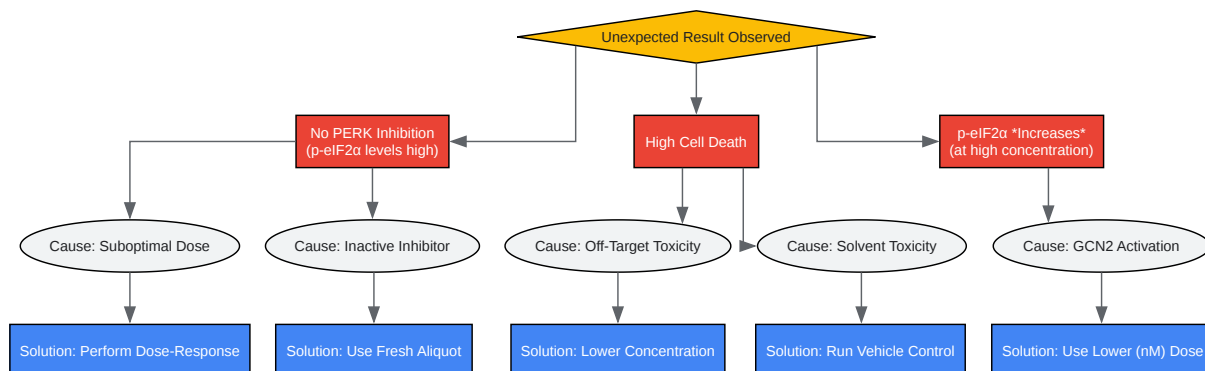 Unexpected Result Observed
No PERK Inhibition
(p-eIF2α levels high)
High Cell Death
p-eIF2α *Increases*
(at high concentration)
Cause: Suboptimal Dose
Cause: Inactive Inhibitor
Cause: Off-Target Toxicity
Cause: Solvent Toxicity
Cause: GCN2 Activation
Solution: Perform Dose-Response
Solution: Use Fresh Aliquot
Solution: Lower Concentration
Solution: Run Vehicle Control
Solution: Use Lower (nM) Dose